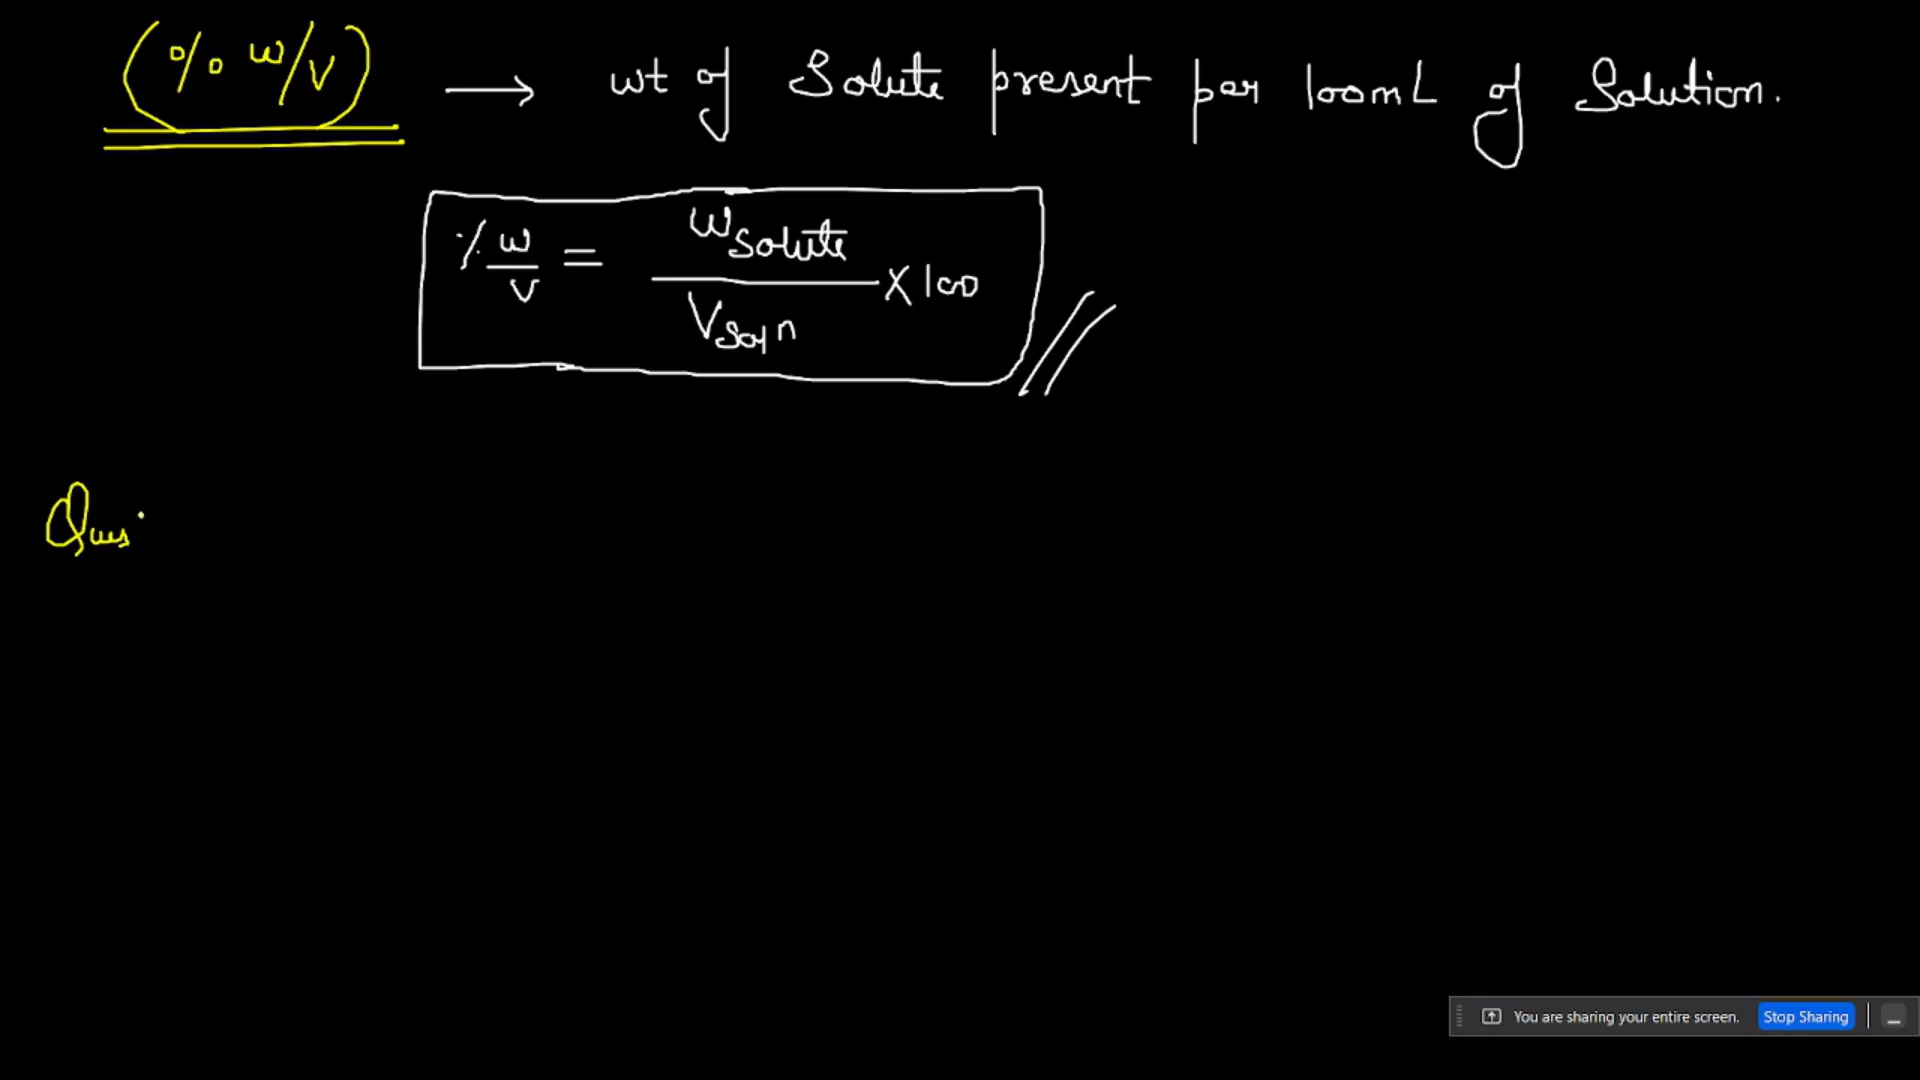 (% w/v) → wt of Solute present per 100mL of Solution.
% w/v = WSolute/VSoln X100
Ques:
You are sharing your entire screen. Stop Sharing